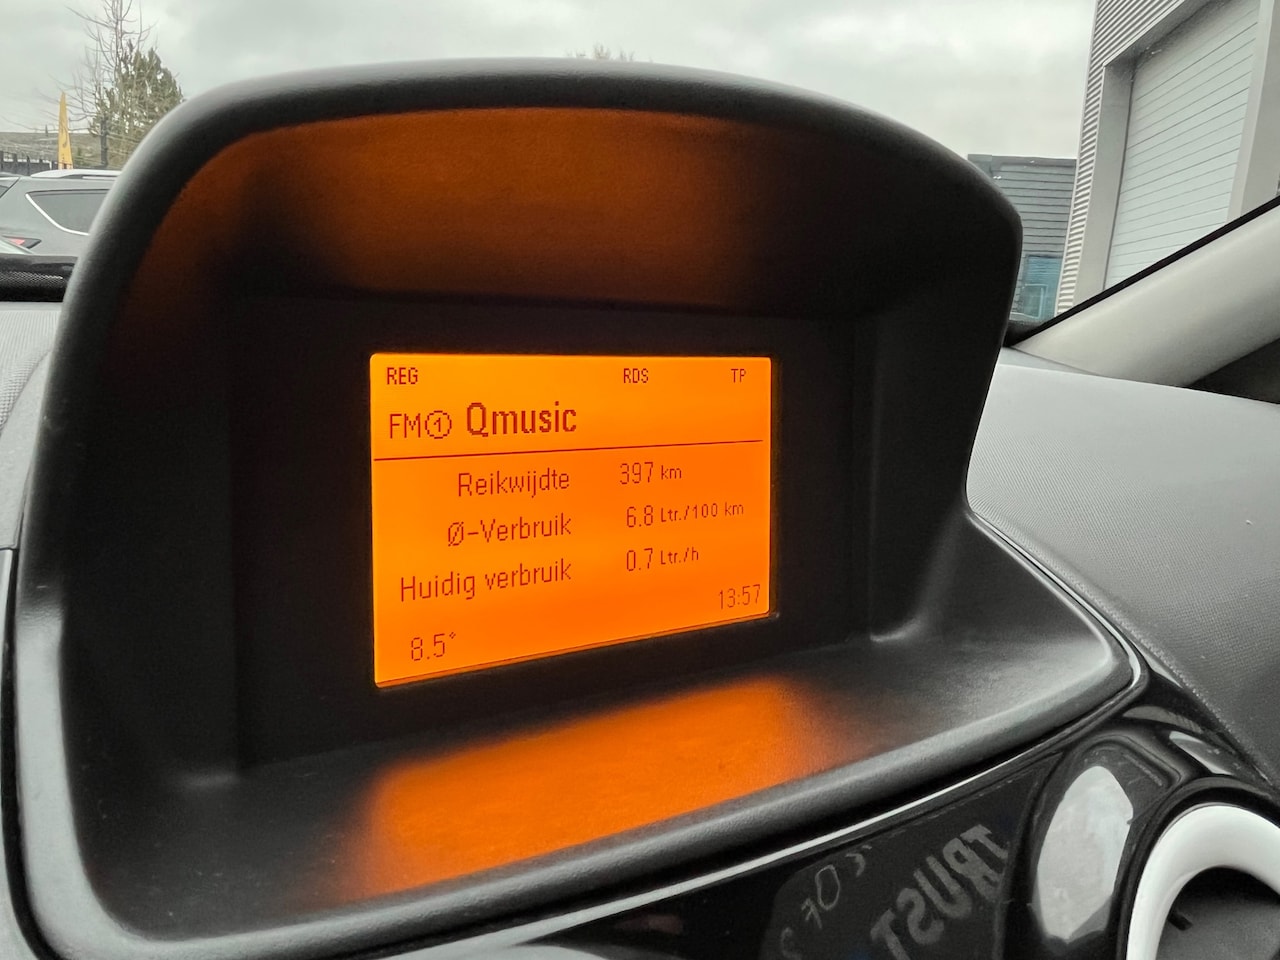 REG RDS TP
FM① Qmusic
Reikwijdte 397 km
Ø-Verbruik 6.8 Ltr./100 km
Huidig verbruik 0.7 Ltr./h
13:57
8.5°
TRUST